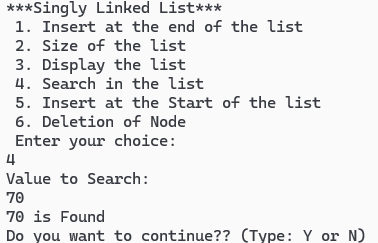 ***Singly Linked List***
1. Insert at the end of the list
2. Size of the list
3. Display the list
4. Search in the list
5. Insert at the Start of the list
6. Deletion of Node
Enter your choice:
4
Value to Search:
70
70 is Found
Do you want to continue?? (Type: Y or N)